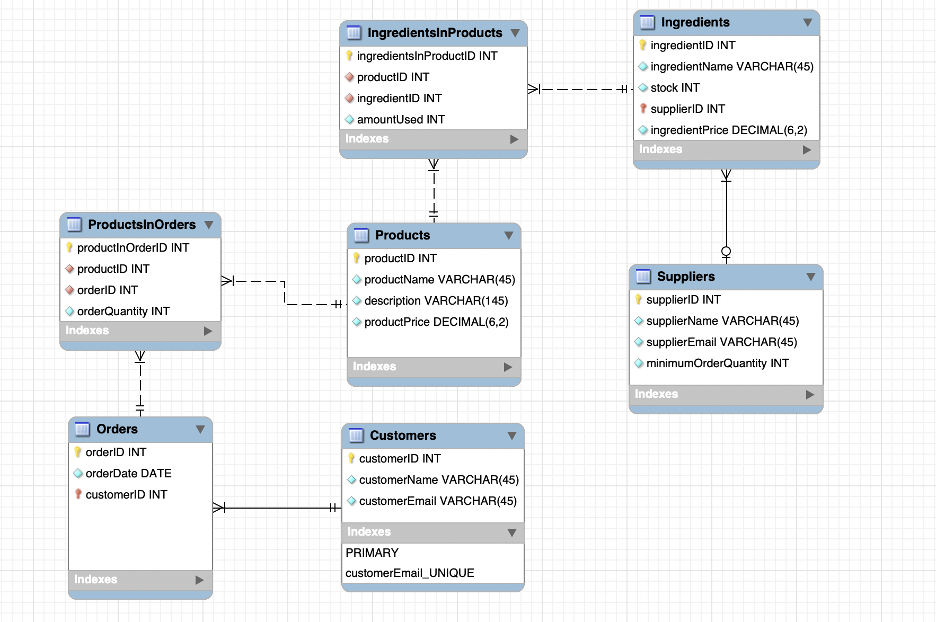 IngredientsInProducts
ingredientsInProductID INT
productID INT
ingredientID INT
amountUsed INT
Indexes
Ingredients
ingredientID INT
ingredientName VARCHAR(45)
stock INT
supplierID INT
ingredientPrice DECIMAL(6,2)
Indexes
ProductsInOrders
productInOrderID INT
productID INT
orderID INT
orderQuantity INT
Indexes
Products
productID INT
productName VARCHAR(45)
description VARCHAR(145)
productPrice DECIMAL(6,2)
Indexes
Suppliers
supplierID INT
supplierName VARCHAR(45)
supplierEmail VARCHAR(45)
minimumOrderQuantity INT
Indexes
Orders
orderID INT
orderDate DATE
customerID INT
Indexes
Customers
customerID INT
customerName VARCHAR(45)
customerEmail VARCHAR(45)
Indexes
PRIMARY
customerEmail_UNIQUE